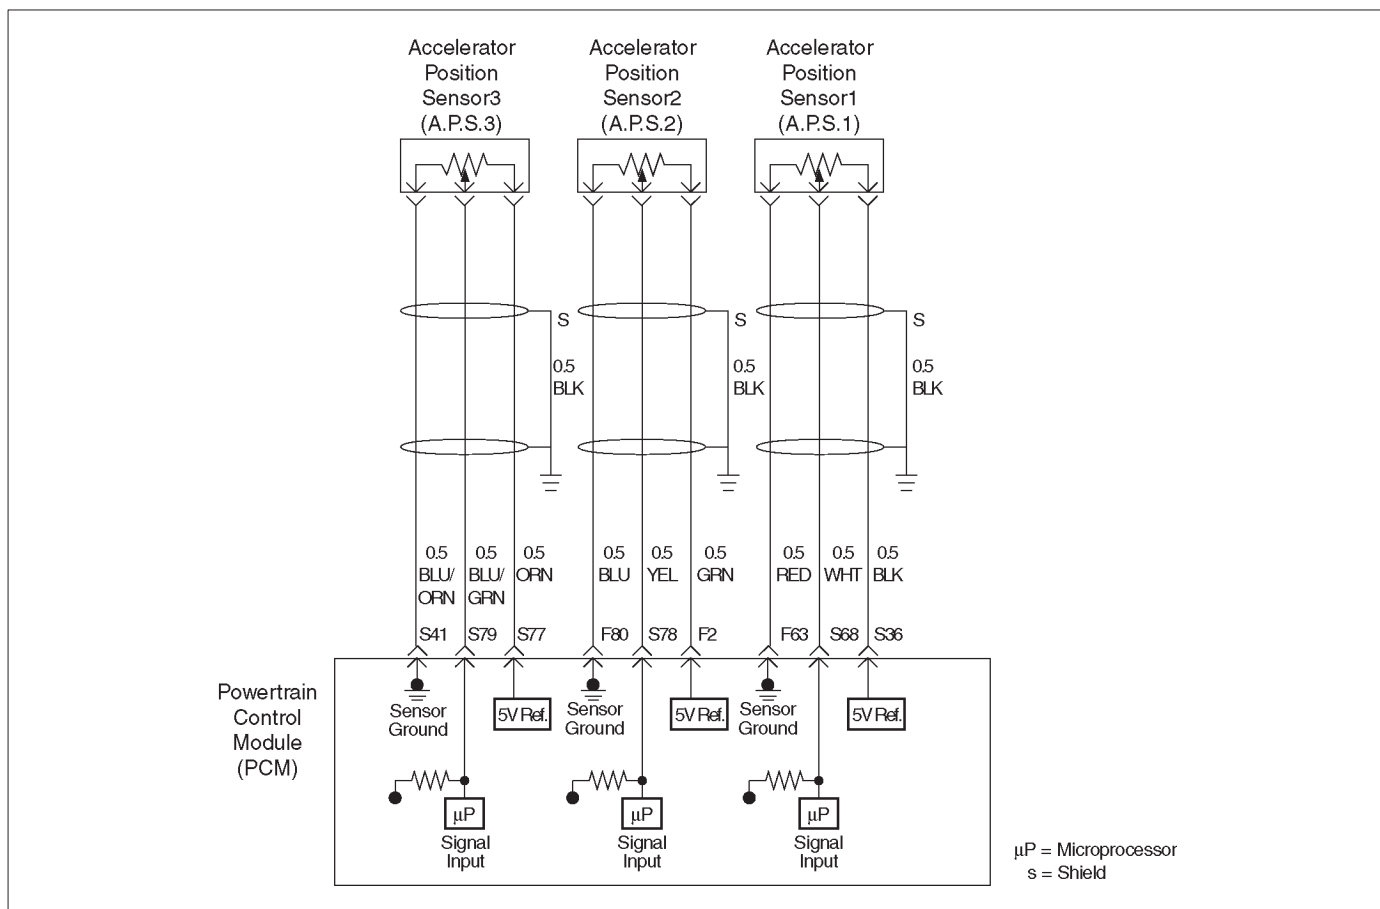 Accelerator
Position
Sensor3
(A.P.S.3)
Accelerator
Position
Sensor2
(A.P.S.2)
Accelerator
Position
Sensor1
(A.P.S.1)
S
0.5
BLK
S
0.5
BLK
S
0.5
BLK
0.5
BLU/
ORN
0.5
BLU/
GRN
0.5
ORN
0.5
BLU
0.5
YEL
0.5
GRN
0.5
RED
0.5
WHT
0.5
BLK
S41
S79
S77
F80
S78
F2
F63
S68
S36
Powertrain
Control
Module
(PCM)
Sensor
Ground
5V Ref.
Sensor
Ground
5V Ref.
Sensor
Ground
5V Ref.
μP
Signal
Input
μP
Signal
Input
μP
Signal
Input
μP = Microprocessor
s = Shield